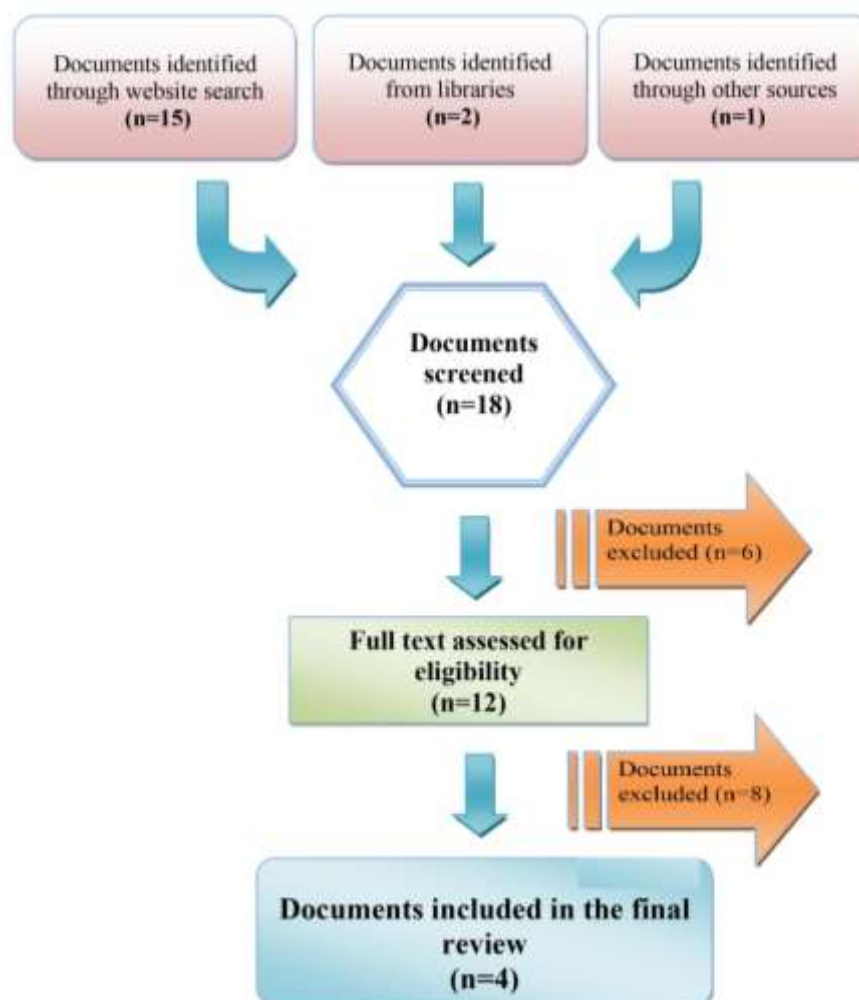 Documents identified
through website search
(n=15)
Documents identified
from libraries
(n=2)
Documents identified
through other sources
(n=1)
Documents
screened
(n=18)
Documents
excluded (n=6)
Full text assessed for
eligibility
(n=12)
Documents
excluded (n=8)
Documents included in the final
review
(n=4)